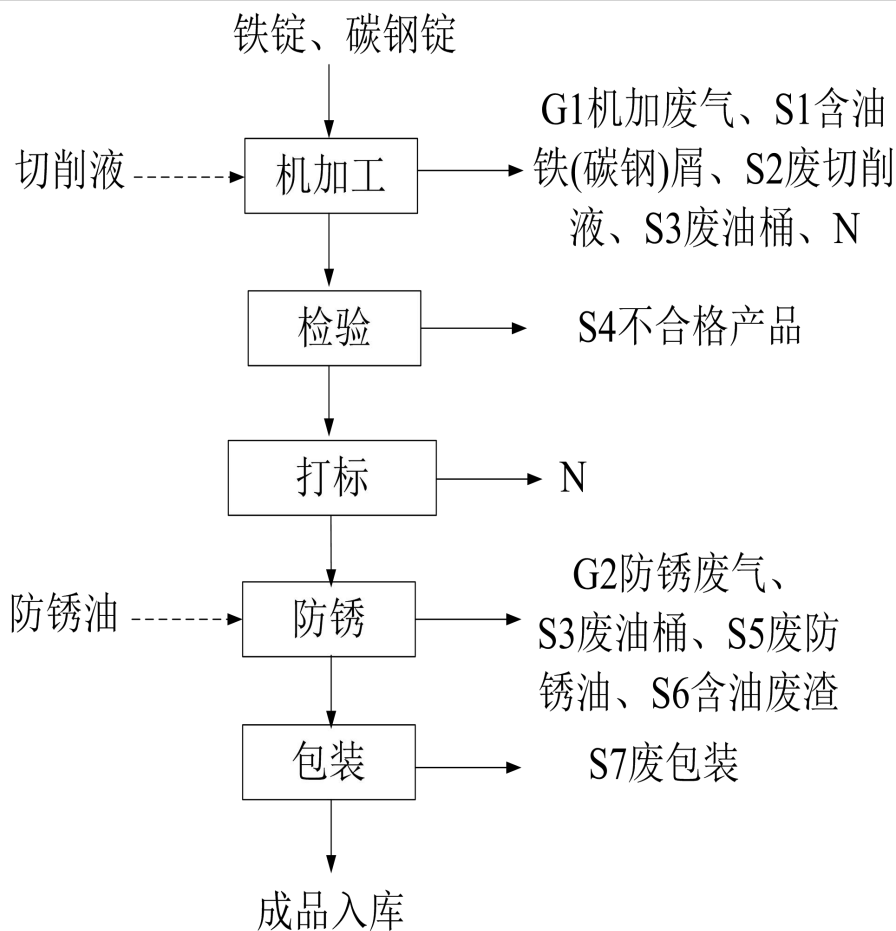 铁锭、碳钢锭
G1机加废气、S1含油
铁(碳钢)屑、S2废切削
液、S3废油桶、N
切削液
机加工
检验
S4不合格产品
打标
N
G2防锈废气、
S3废油桶、S5废防
锈油、S6含油废渣
防锈油
防锈
包装
S7废包装
成品入库